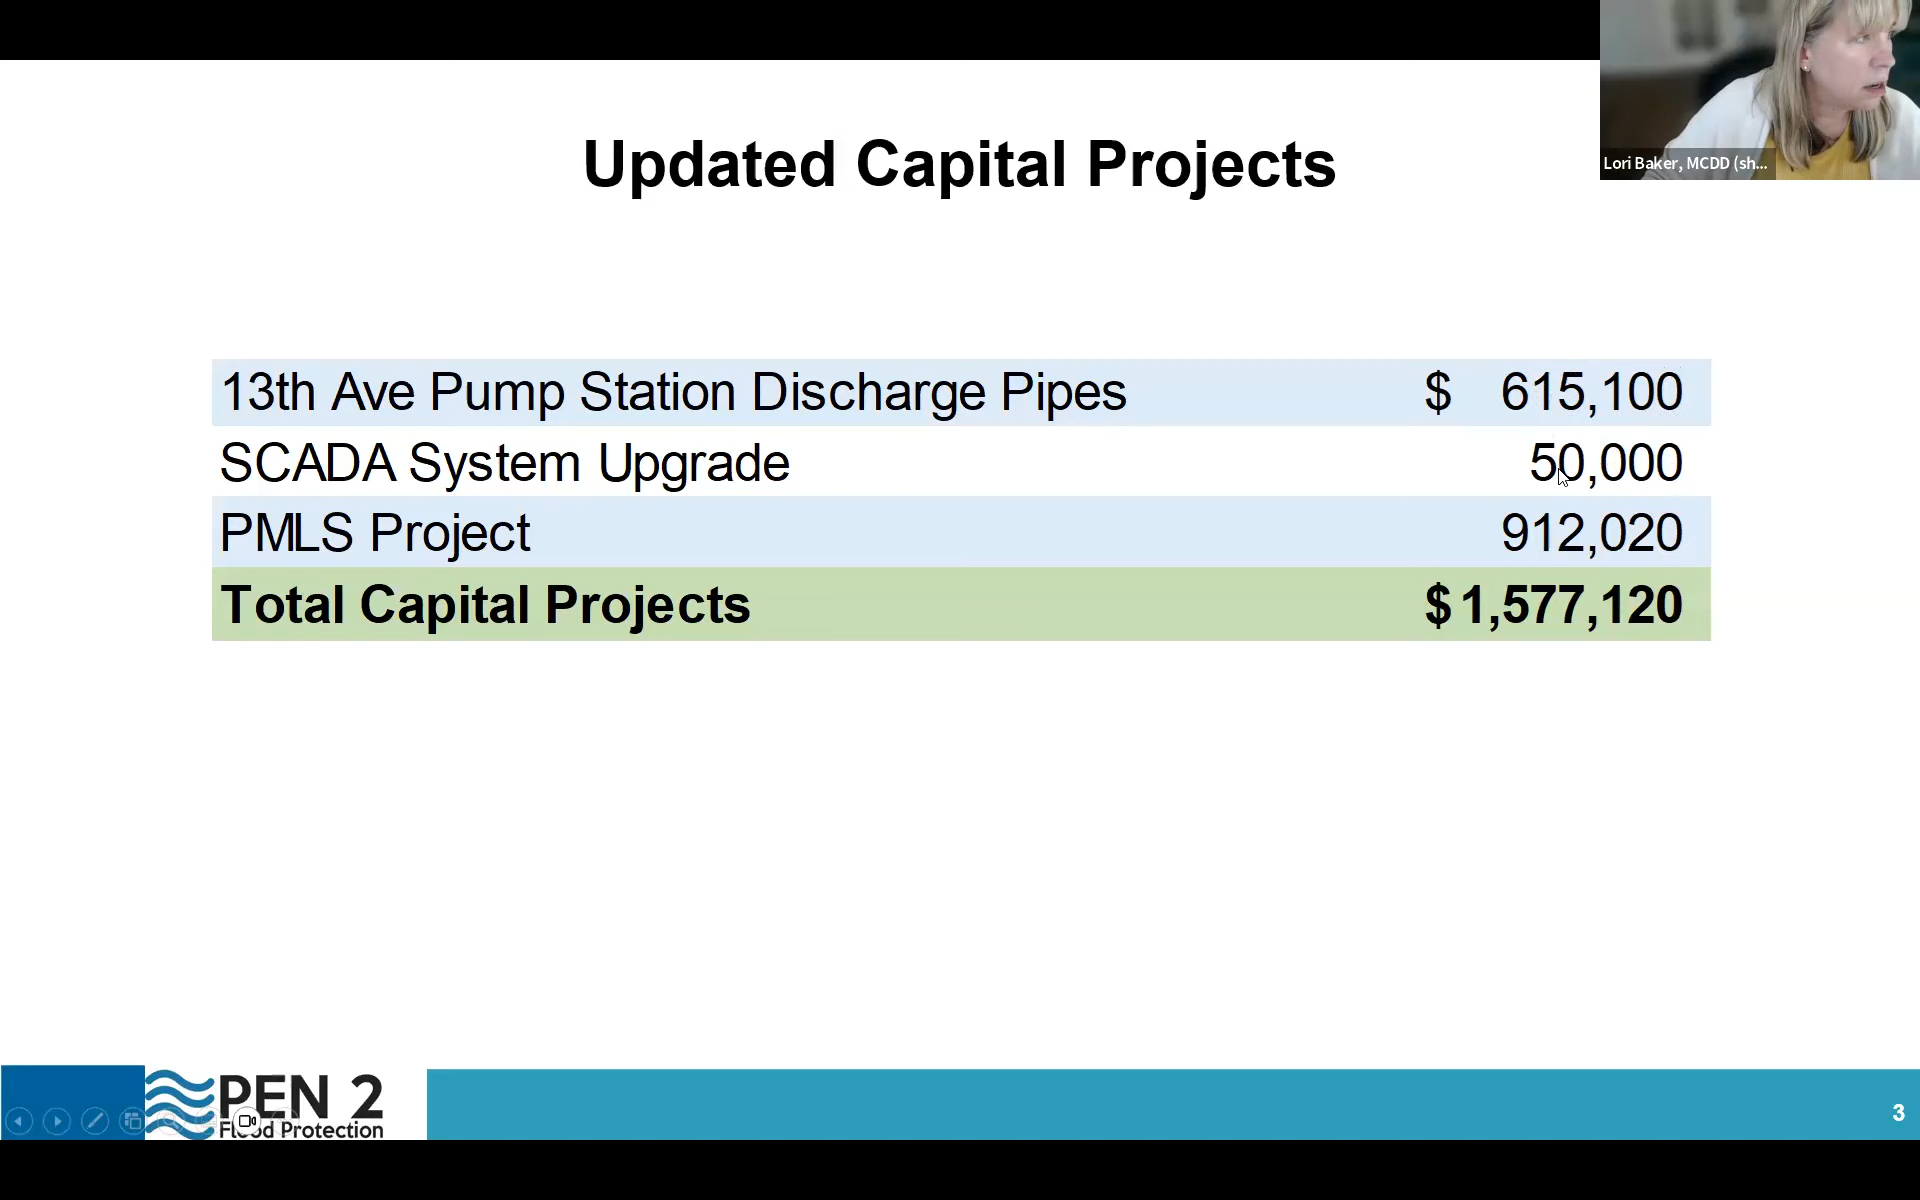 Updated Capital Projects
Lori Baker, MCDD (sh...
13th Ave Pump Station Discharge Pipes $ 615,100
SCADA System Upgrade 50,000
PMLS Project 912,020
Total Capital Projects $ 1,577,120
PEN 2
Flood Protection
3